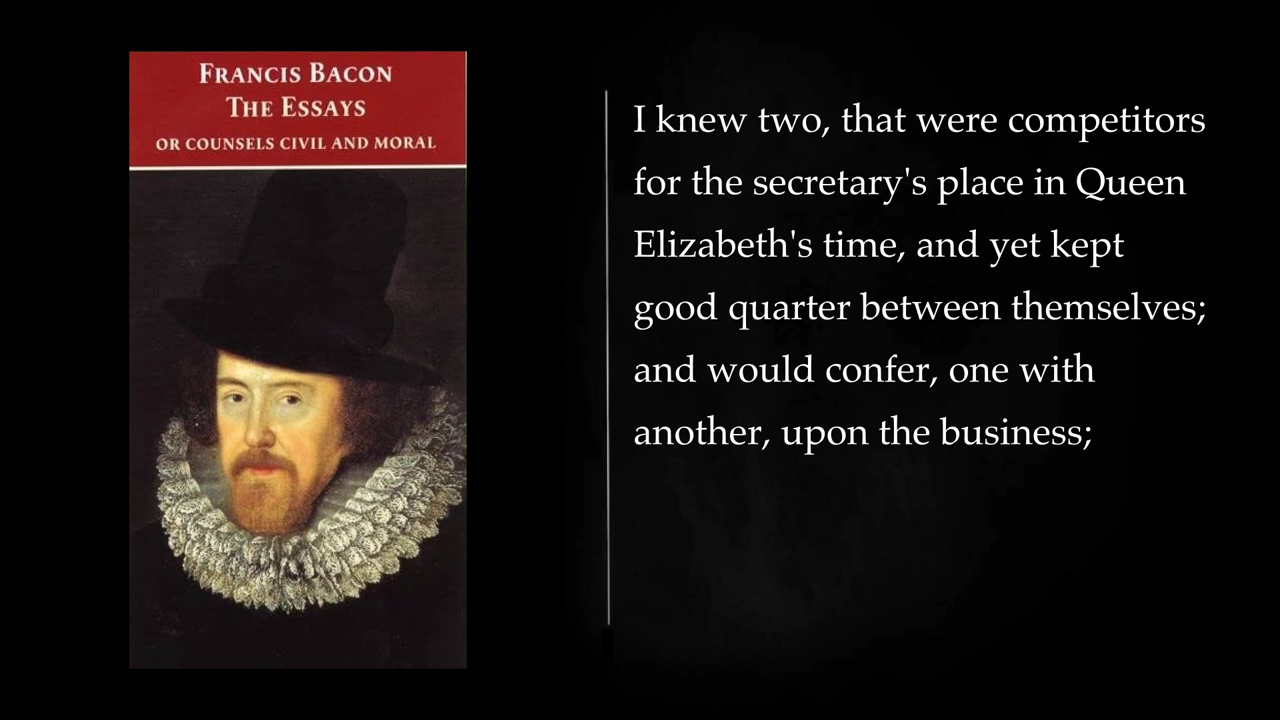 FRANCIS BACON
THE ESSAYS
OR COUNSELS CIVIL AND MORAL
I knew two, that were competitors
for the secretary's place in Queen
Elizabeth's time, and yet kept
good quarter between themselves;
and would confer, one with
another, upon the business;